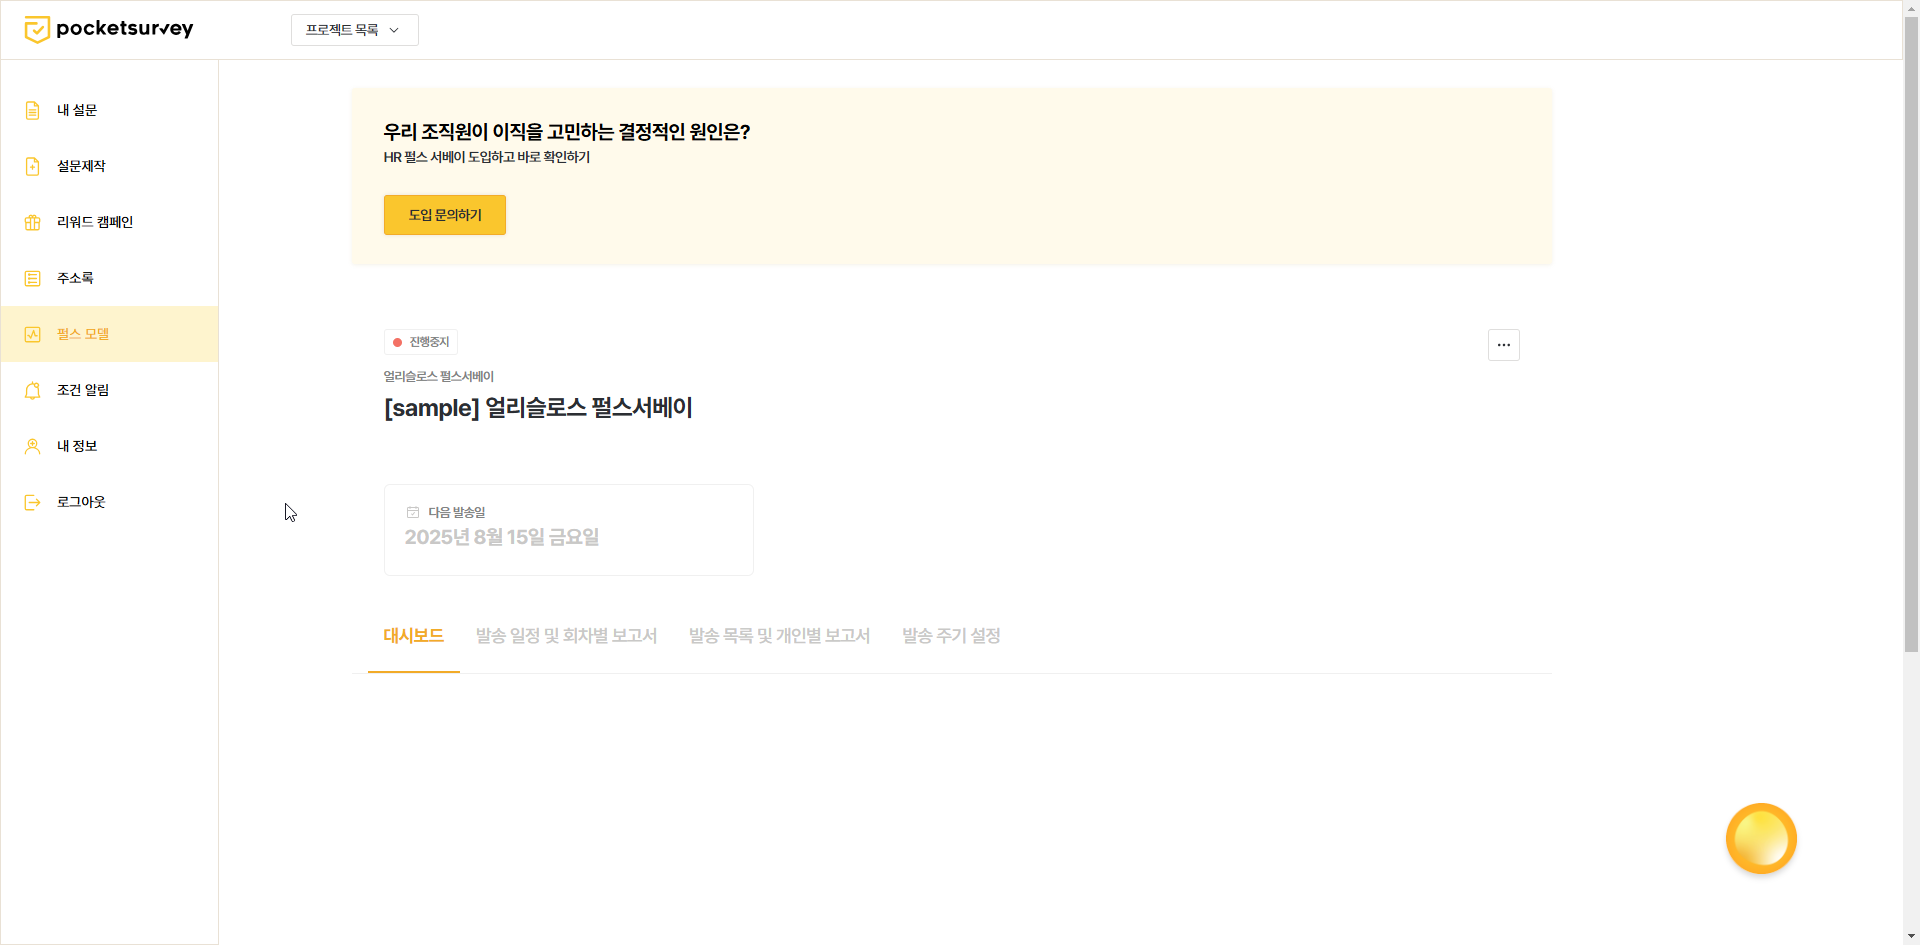 pocketsurvey
프로젝트 목록
내 설문
설문제작
리워드 캠페인
주소록
펄스 모델
조건 알림
내 정보
로그아웃
우리 조직원이 이직을 고민하는 결정적인 원인은?
HR 펄스 서베이 도입하고 바로 확인하기
도입 문의하기
진행중지
얼리슬로스 펄스서베이
[sample] 얼리슬로스 펄스서베이
다음 발송일
2025년 8월 15일 금요일
대시보드
발송 일정 및 회차별 보고서
발송 목록 및 개인별 보고서
발송 주기 설정